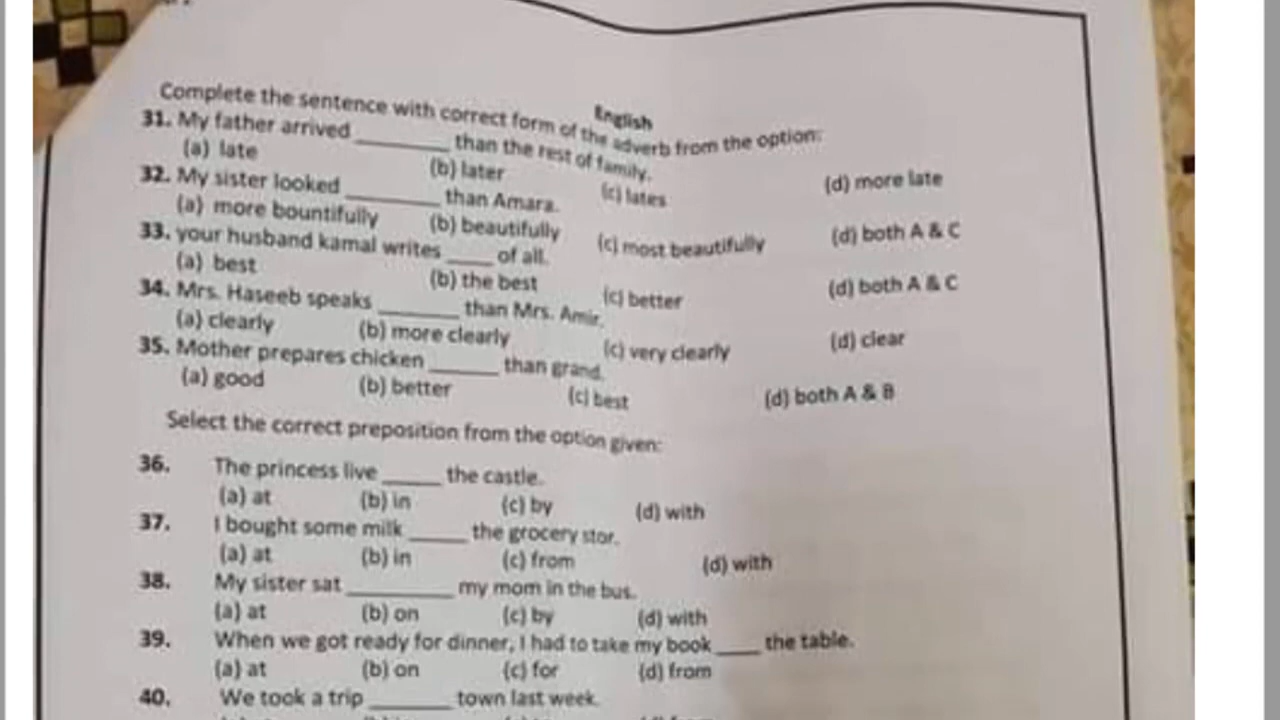 English
Complete the sentence with correct form of the adverb from the option:
31. My father arrived ________ than the rest of family.
(a) late (b) later (c) lates (d) more late
32. My sister looked ________ than Amara.
(a) more bountifully (b) beautifully (c) most beautifully (d) both A & C
33. your husband kamal writes ____ of all.
(a) best (b) the best (c) better (d) both A & C
34. Mrs. Haseeb speaks _______ than Mrs. Amir.
(a) clearly (b) more clearly (c) very clearly (d) clear
35. Mother prepares chicken ______ than grand.
(a) good (b) better (c) best (d) both A & B
Select the correct preposition from the option given:
36. The princess live _____ the castle.
(a) at (b) in (c) by (d) with
37. I bought some milk _____ the grocery stor.
(a) at (b) in (c) from (d) with
38. My sister sat _________ my mom in the bus.
(a) at (b) on (c) by (d) with
39. When we got ready for dinner, I had to take my book ____ the table.
(a) at (b) on (c) for (d) from
40. We took a trip _______ town last week.